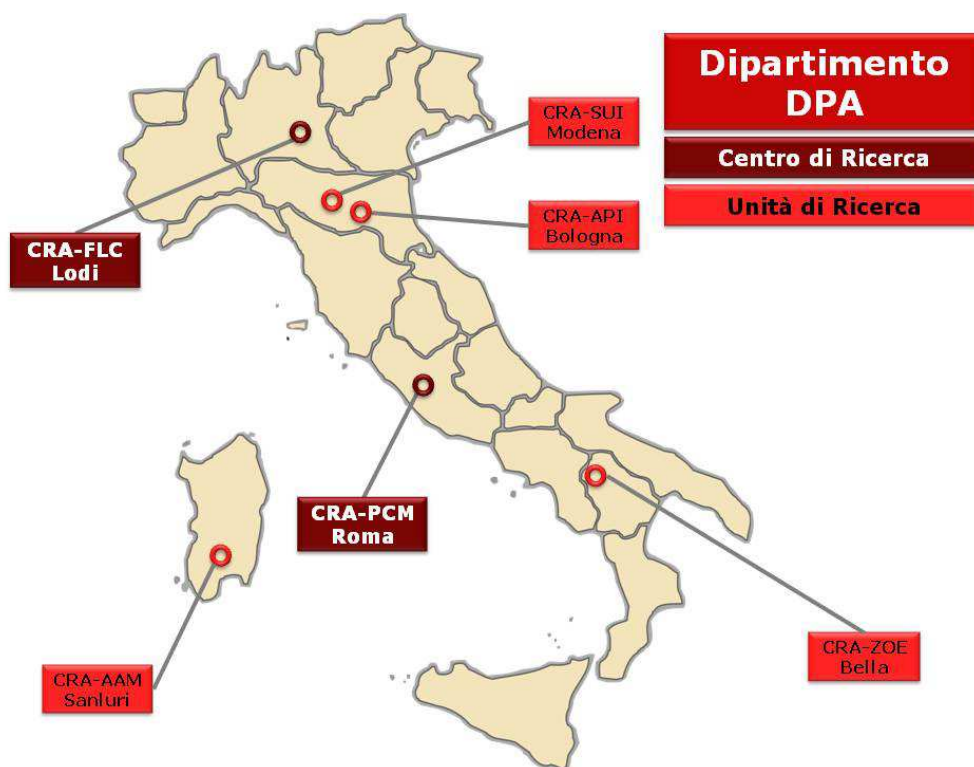 Dipartimento
DPA
Centro di Ricerca
Unità di Ricerca
CRA-SUI
Modena
CRA-API
Bologna
CRA-FLC
Lodi
CRA-PCM
Roma
CRA-AAM
Sanluri
CRA-ZOE
Bella